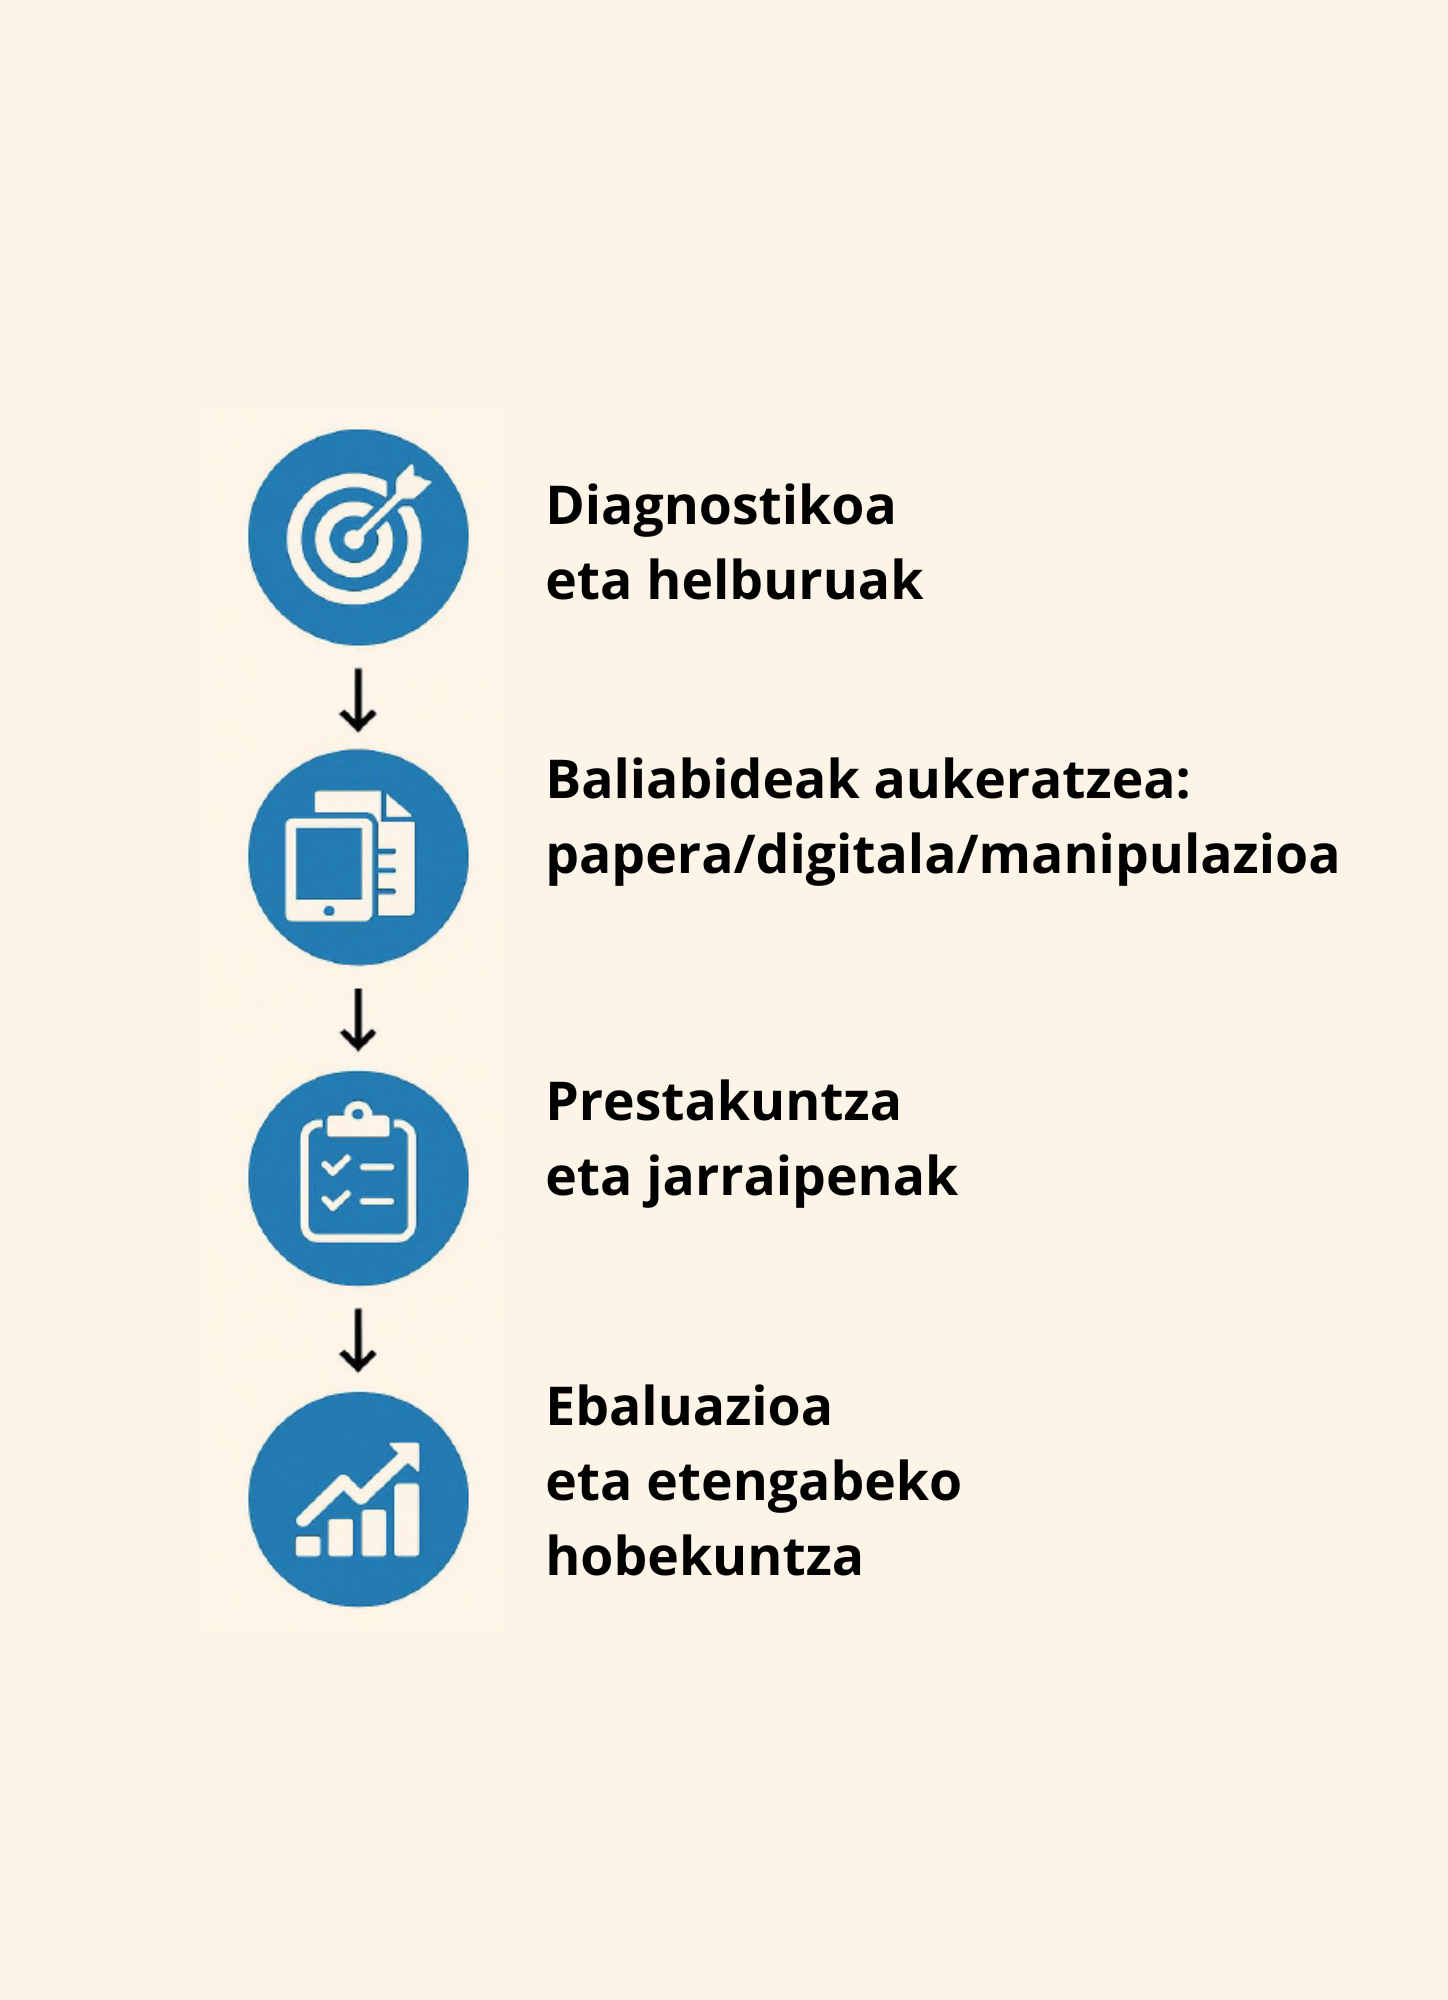 Diagnostikoa
eta helburuak
Baliabideak aukeratzea:
papera/digitala/manipulazioa
Prestakuntza
eta jarraipenak
Ebaluazioa
eta etengabeko
hobekuntza